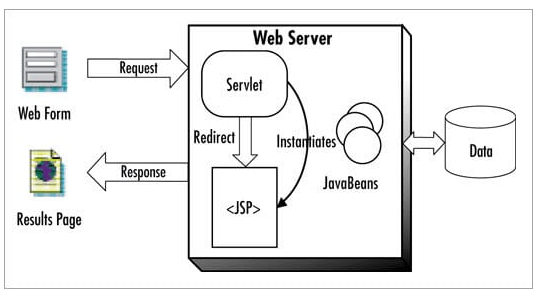 Web Server
Request
Servlet
Web Form
Redirect
Instantiates
Data
Response
JavaBeans
<JSP>
Results Page